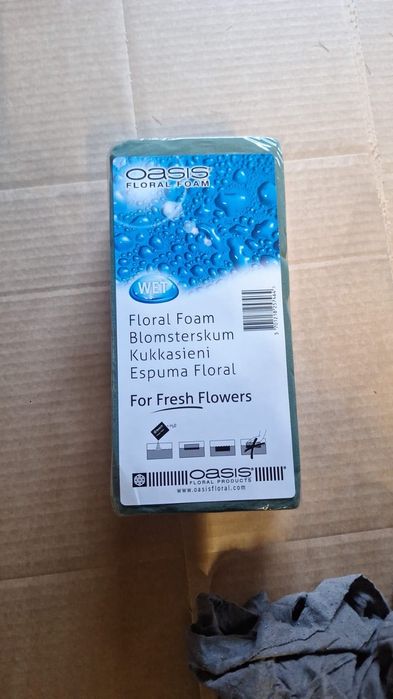 OASIS
FLORAL FOAM
WET
Floral Foam
Blomsterskum
Kukkasieni
Espuma Floral
For Fresh Flowers
OASIS
FLORAL PRODUCTS
www.oasisfloral.com